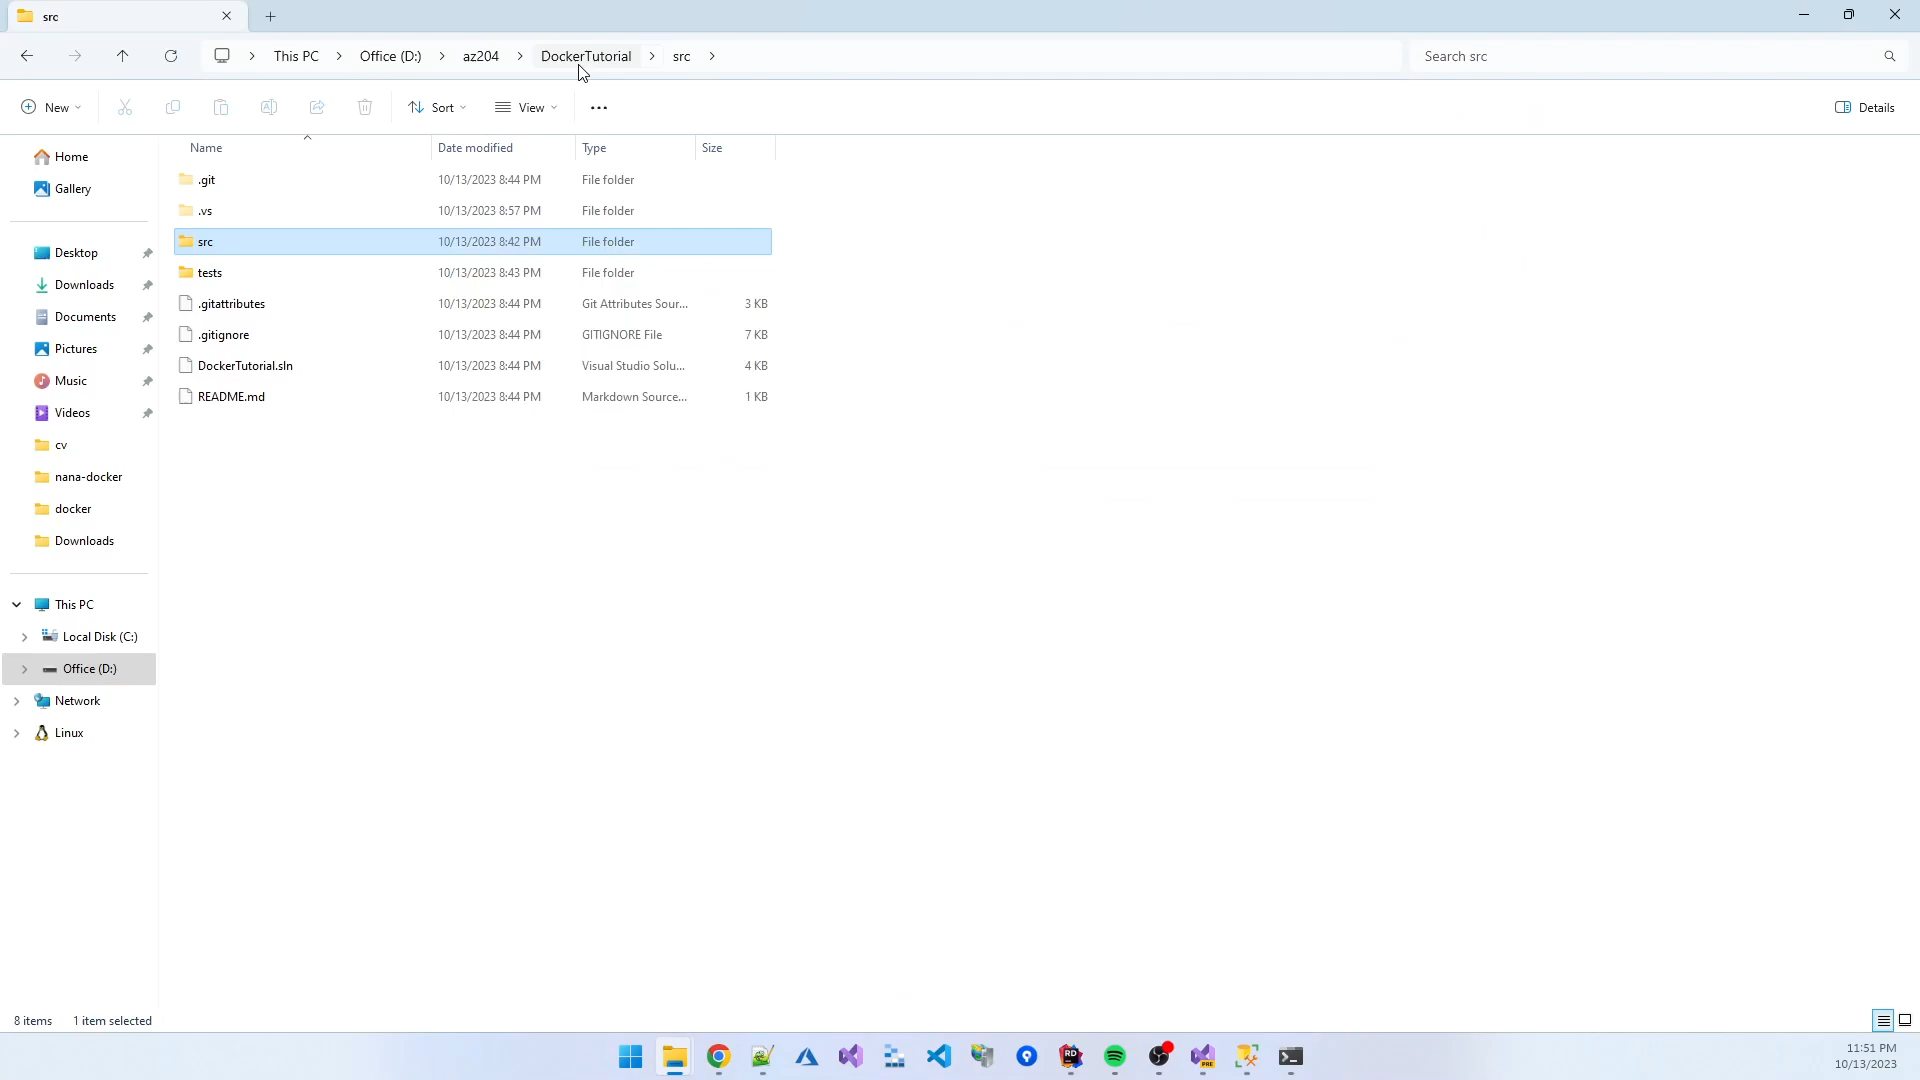 src
This PC
Office (D:)
az204
DockerTutorial
src
Search src
New
Sort
View
Details
Name
Date modified
Type
Size
.git 10/13/2023 8:44 PM File folder
.vs 10/13/2023 8:57 PM File folder
src 10/13/2023 8:42 PM File folder
tests 10/13/2023 8:43 PM File folder
.gitattributes 10/13/2023 8:44 PM Git Attributes Sour... 3 KB
.gitignore 10/13/2023 8:44 PM GITIGNORE File 7 KB
DockerTutorial.sln 10/13/2023 8:44 PM Visual Studio Solu... 4 KB
README.md 10/13/2023 8:44 PM Markdown Source... 1 KB
Home
Gallery
Desktop
Downloads
Documents
Pictures
Music
Videos
cv
nana-docker
docker
Downloads
This PC
Local Disk (C:)
Office (D:)
Network
Linux
8 items
1 item selected
RD
PRE
11:51 PM
10/13/2023